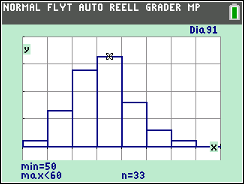 NORMAL FLYT AUTO REELL GRADER MP
Dia91
y
x
min=50
max<60 n=33